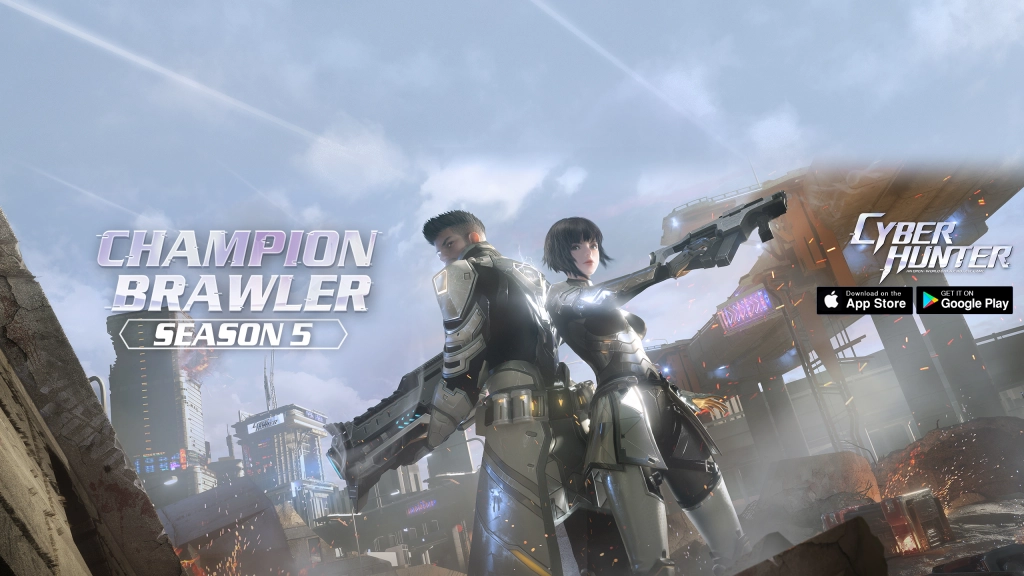 CHAMPION
BRAWLER
SEASON 5
CYBER
HUNTER
Download on the
App Store
GET IT ON
Google Play